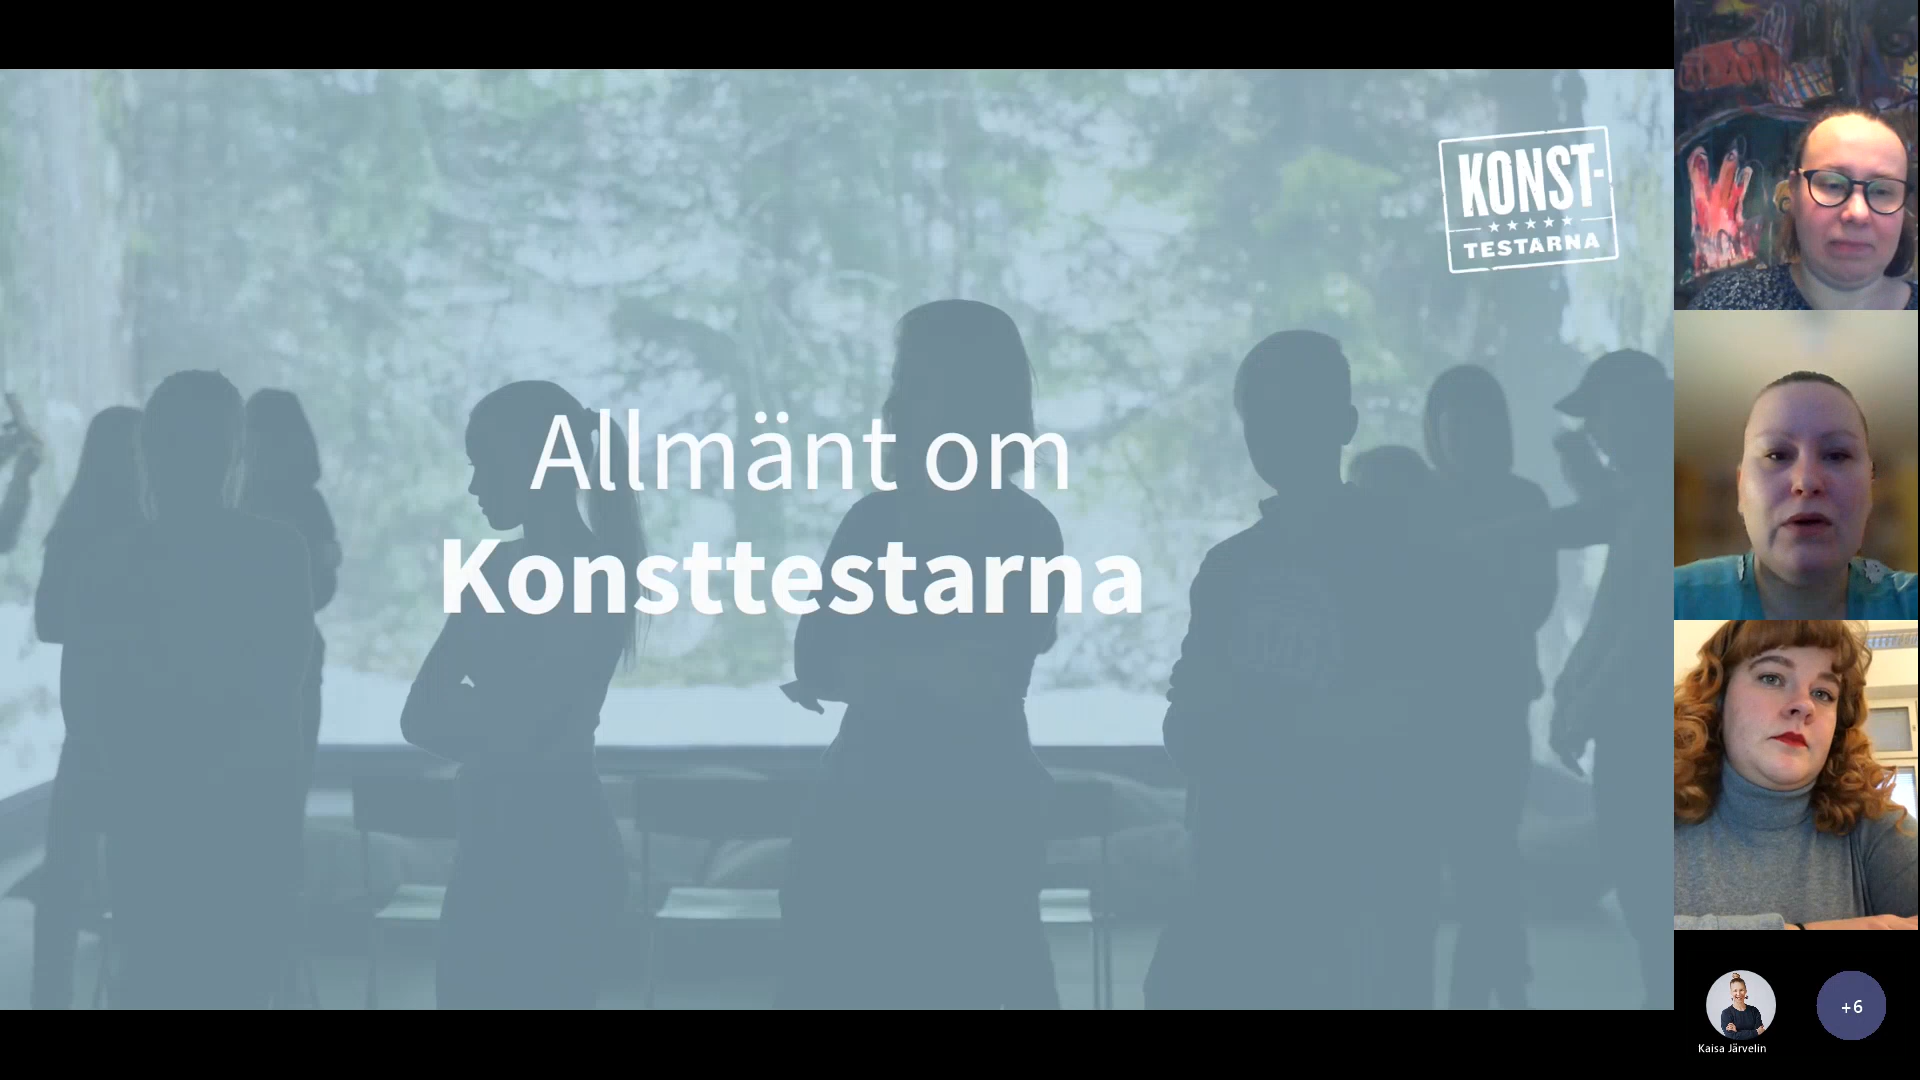 KONST-
TESTARNA
Allmänt om
Konsttestarna
+6
Kaisa Järvelin